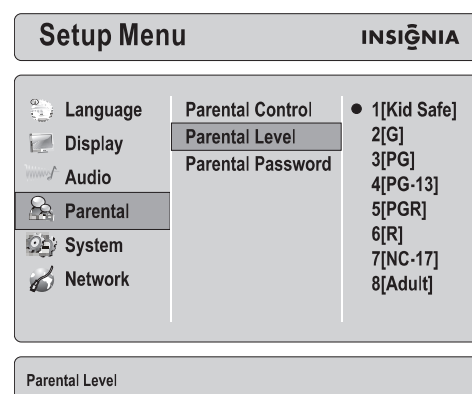 Setup Menu
INSIGNIA
Language
Display
Audio
Parental
System
Network
Parental Control
Parental Level
Parental Password
1[Kid Safe]
2[G]
3[PG]
4[PG-13]
5[PGR]
6[R]
7[NC-17]
8[Adult]
Parental Level